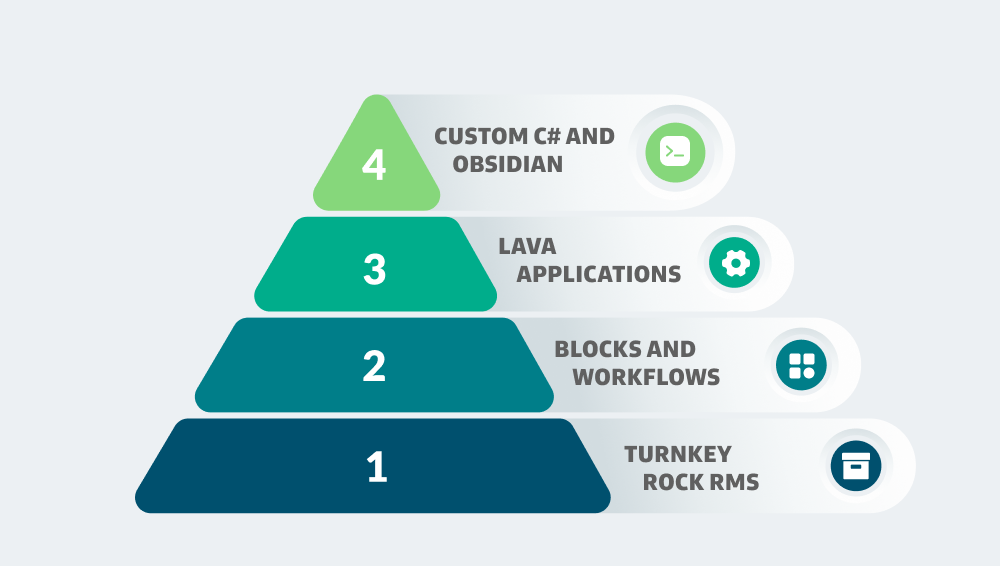 4
CUSTOM C# AND
OBSIDIAN
3
LAVA
APPLICATIONS
2
BLOCKS AND
WORKFLOWS
1
TURNKEY
ROCK RMS